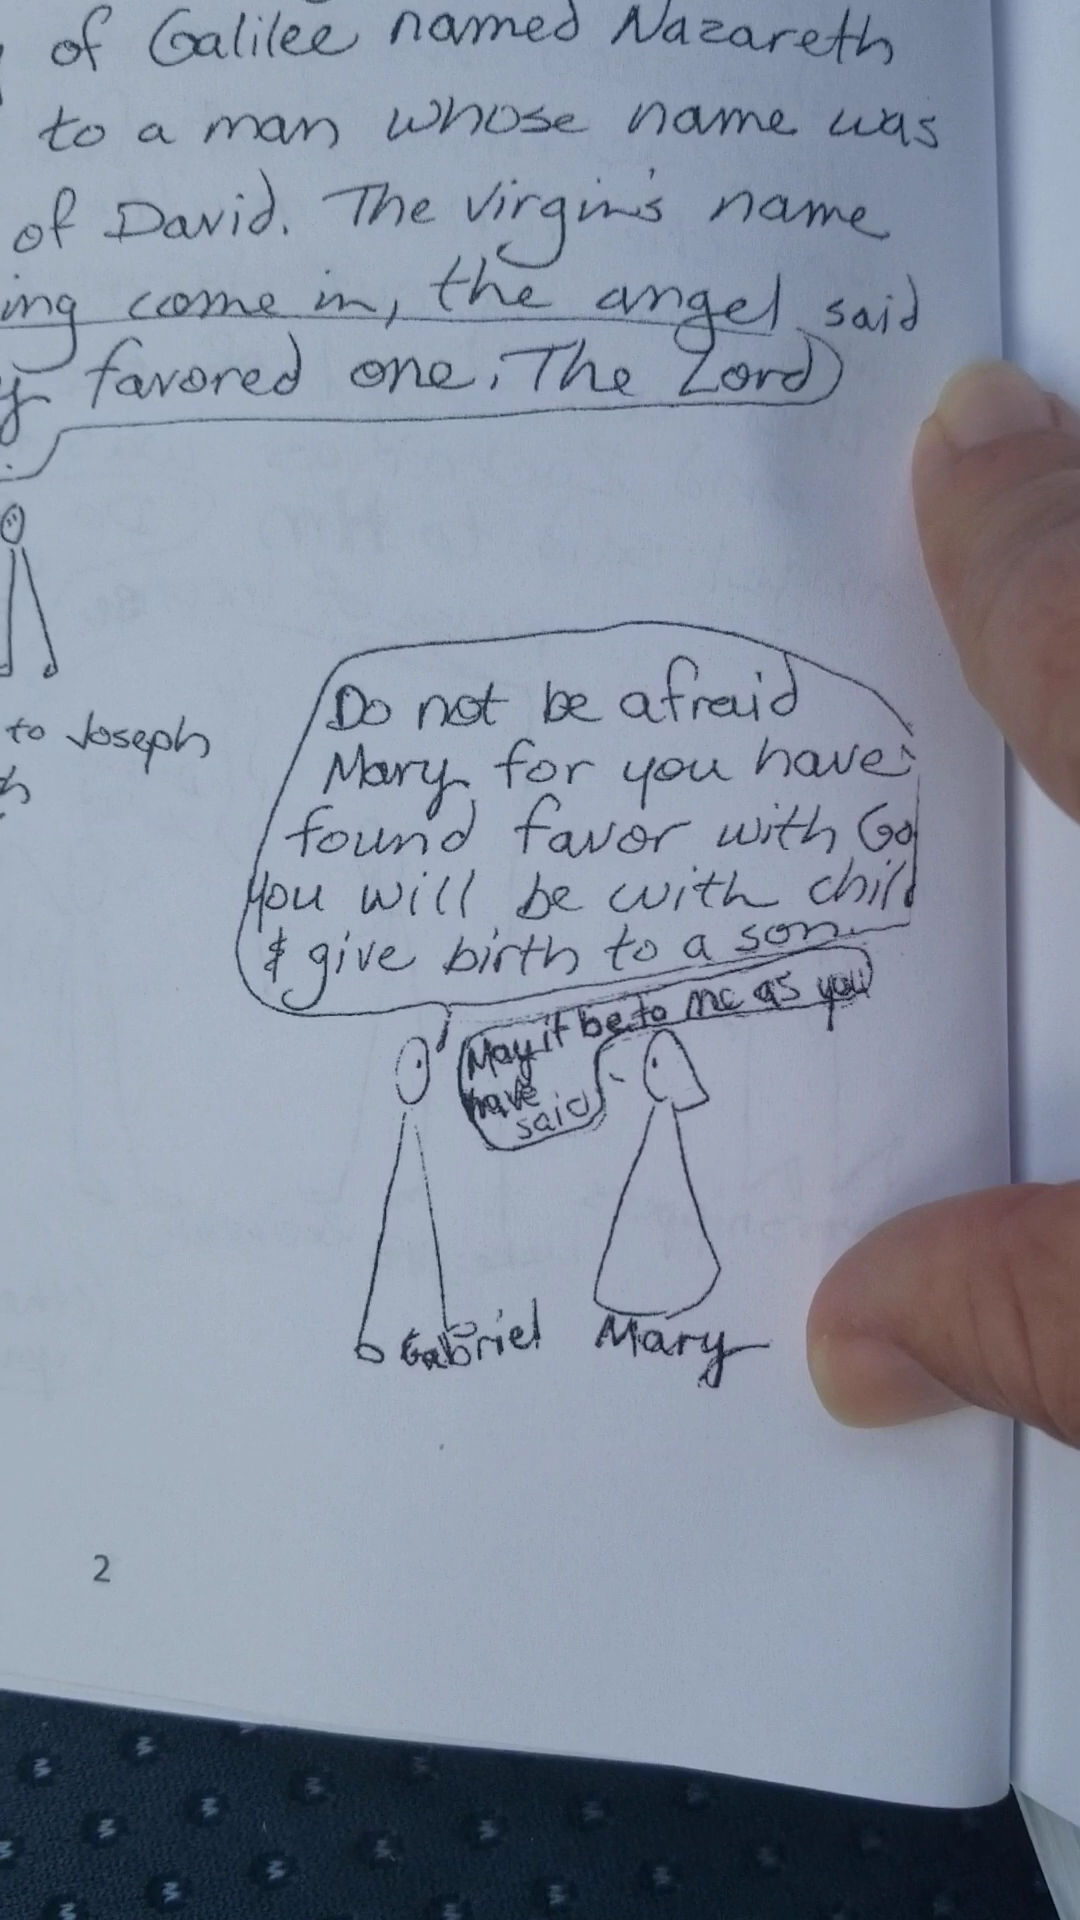 of Galilee named Nazareth
to a man whose name was
of David. The virgin's name
ing come in, the angel said
favored one. The Lord
to Joseph
Do not be afraid
Mary for you have
found favor with Go
you will be with child
& give birth to a son.
May it be to me as you
have
said
Gabriel Mary
2